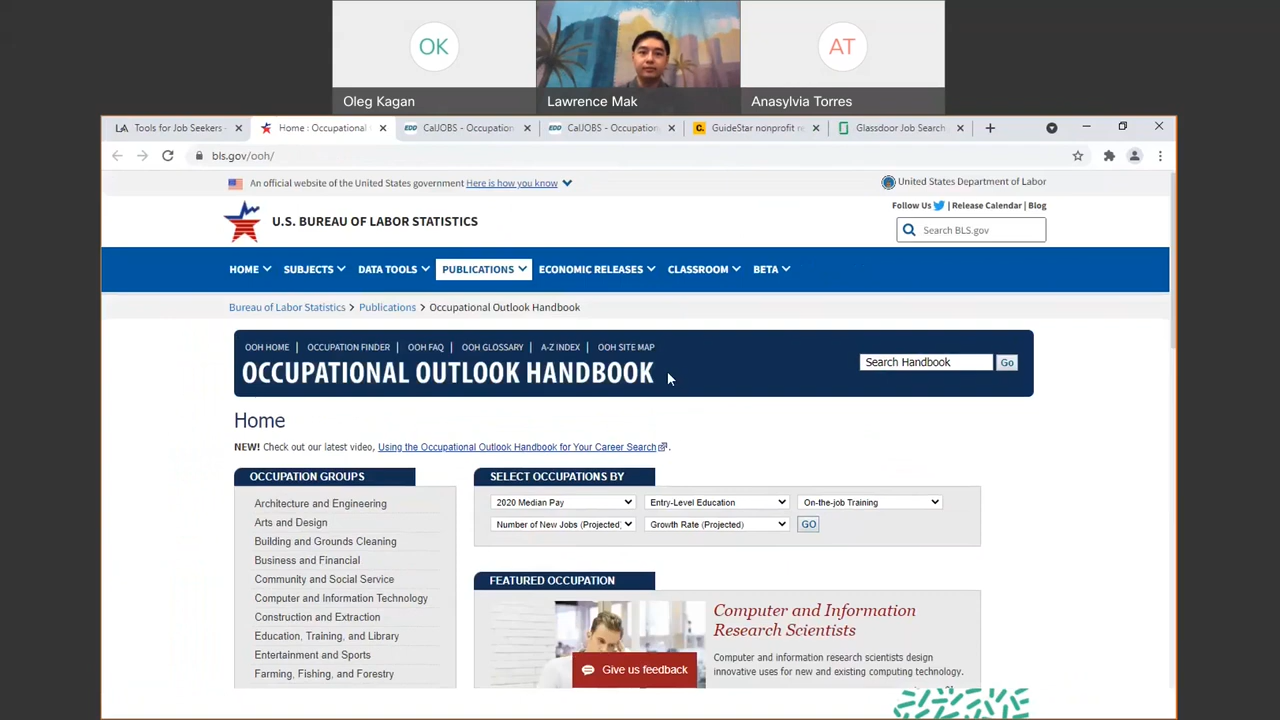 OK
AT
Oleg Kagan
Lawrence Mak
Anasylvia Torres
LA Tools for Job Seekers -
Home : Occupational
EDD CalJOBS - Occupation
EDD CalJOBS - Occupation
GuideStar nonprofit re
Glassdoor Job Search
bls.gov/ooh/
An official website of the United States government Here is how you know
United States Department of Labor
Follow Us | Release Calendar | Blog
U.S. BUREAU OF LABOR STATISTICS
Search BLS.gov
HOME SUBJECTS DATA TOOLS PUBLICATIONS ECONOMIC RELEASES CLASSROOM BETA
Bureau of Labor Statistics > Publications > Occupational Outlook Handbook
OOH HOME | OCCUPATION FINDER | OOH FAQ | OOH GLOSSARY | A-Z INDEX | OOH SITE MAP
OCCUPATIONAL OUTLOOK HANDBOOK
Search Handbook Go
Home
NEW! Check out our latest video, Using the Occupational Outlook Handbook for Your Career Search.
OCCUPATION GROUPS
Architecture and Engineering
Arts and Design
Building and Grounds Cleaning
Business and Financial
Community and Social Service
Computer and Information Technology
Construction and Extraction
Education, Training, and Library
Entertainment and Sports
Farming, Fishing, and Forestry
SELECT OCCUPATIONS BY
2020 Median Pay Entry-Level Education On-the-job Training
Number of New Jobs (Projected) Growth Rate (Projected) GO
FEATURED OCCUPATION
Computer and Information
Research Scientists
Computer and information research scientists design
innovative uses for new and existing computing technology.
Give us feedback